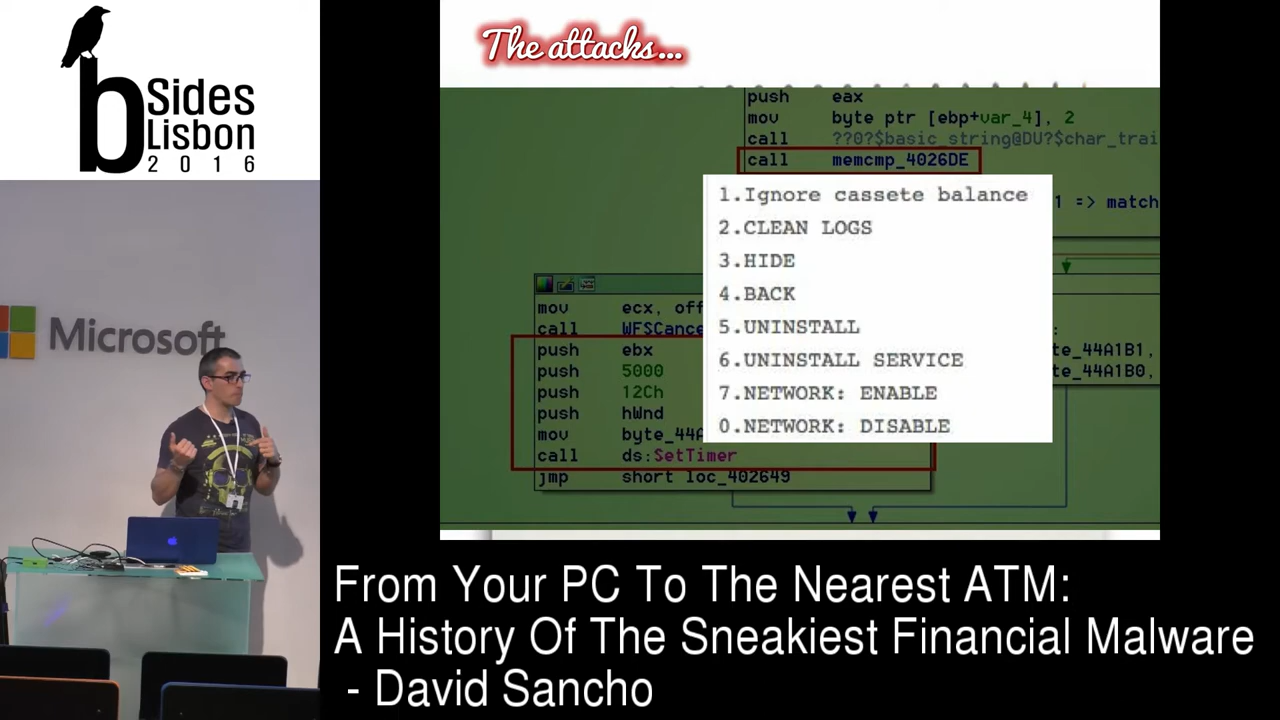 b
Sides
Lisbon
2016
Microsoft
The attacks...
push eax
mov byte ptr [ebp+var_4], 2
call ??0?$basic_string@DU?$char_trai
call memcmp_4026DE
1 => match
1.Ignore cassete balance
2.CLEAN LOGS
3.HIDE
4.BACK
5.UNINSTALL
6.UNINSTALL SERVICE
7.NETWORK: ENABLE
0.NETWORK: DISABLE
mov ecx, off
call WFSCance
push ebx
push 5000
push 12Ch
push hWnd
mov byte_44A
call ds:SetTimer
jmp short loc_402649
:
te_44A1B1,
te_44A1B0,
From Your PC To The Nearest ATM:
A History Of The Sneakiest Financial Malware
- David Sancho